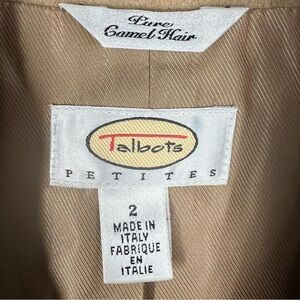 Pure
Camel Hair
Talbots
PETITES
2
MADE IN
ITALY
FABRIQUE
EN
ITALIE